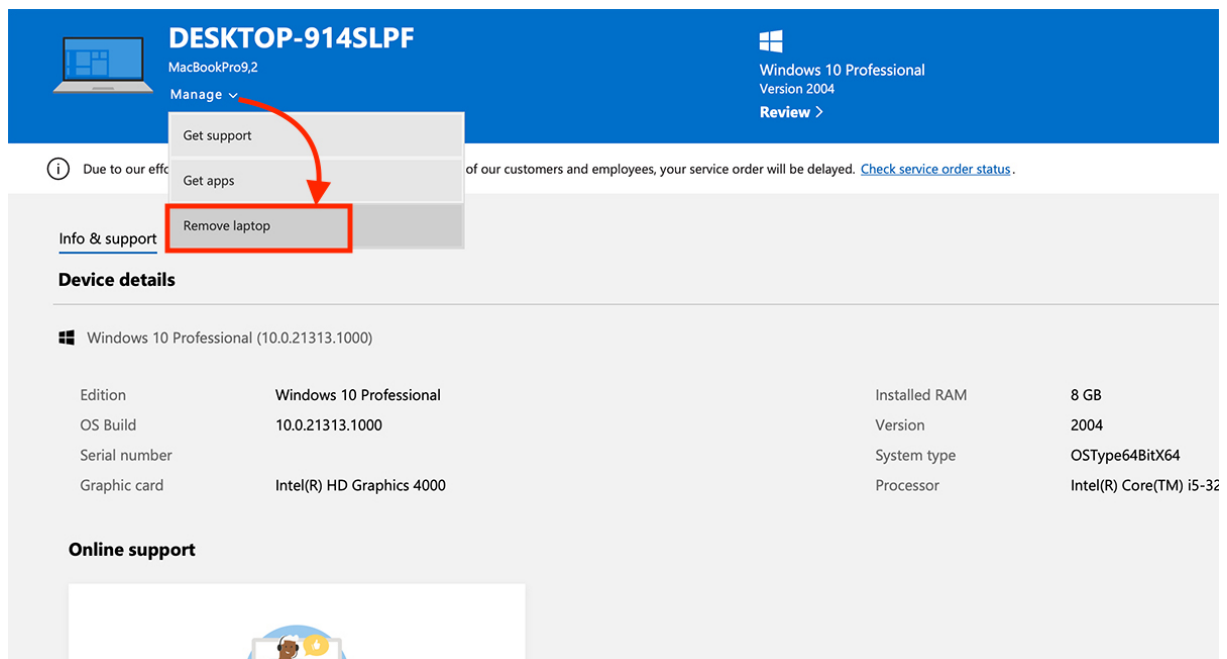 DESKTOP-914SLPF
MacBookPro9,2
Manage
Get support
Get apps
Remove laptop
Windows 10 Professional
Version 2004
Review >
Due to our of our customers and employees, your service order will be delayed. Check service order status.
Info & support
Device details
Windows 10 Professional (10.0.21313.1000)
Edition Windows 10 Professional
OS Build 10.0.21313.1000
Serial number
Graphic card Intel(R) HD Graphics 4000
Installed RAM 8 GB
Version 2004
System type OSType64BitX64
Processor Intel(R) Core(TM) i5-32
Online support